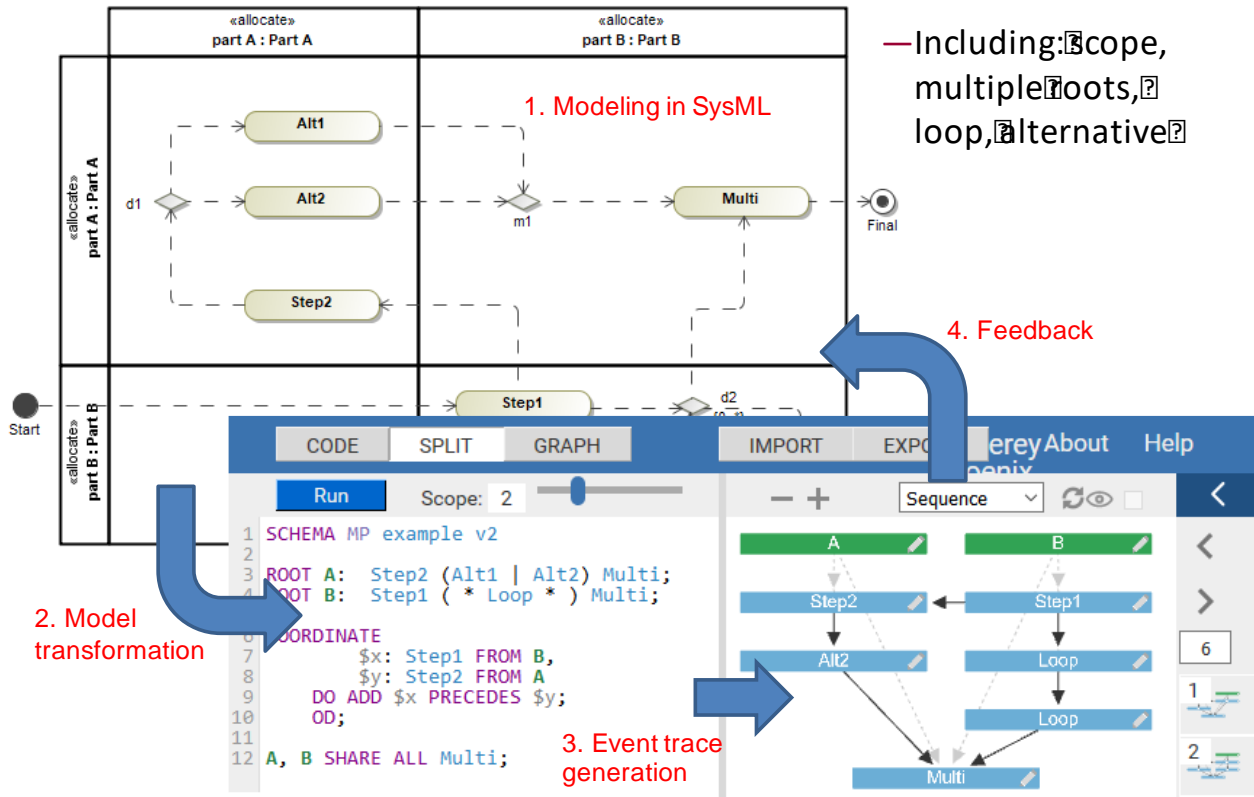 «allocate»
part A : Part A
«allocate»
part B : Part B
—Including:⍰scope,
multiple⍰roots,⍰
loop,⍰alternative⍰
1. Modeling in SysML
«allocate»
part A : Part A
Alt1
d1
Alt2
m1
Multi
Final
Step2
4. Feedback
Start
«allocate»
part B : Part B
Step1
d2
CODE SPLIT GRAPH IMPORT About Help
Run Scope: 2 Sequence
1 SCHEMA MP example v2
2
3 ROOT A: Step2 (Alt1 | Alt2) Multi;
4 ROOT B: Step1 ( * Loop * ) Multi;
2. Model
transformation
6 COORDINATE
7 $x: Step1 FROM B,
8 $y: Step2 FROM A
9 DO ADD $x PRECEDES $y;
10 OD;
11
12 A, B SHARE ALL Multi;
3. Event trace
generation
A B
Step2 Step1
Alt2 Loop
Loop
Multi
6
1
2